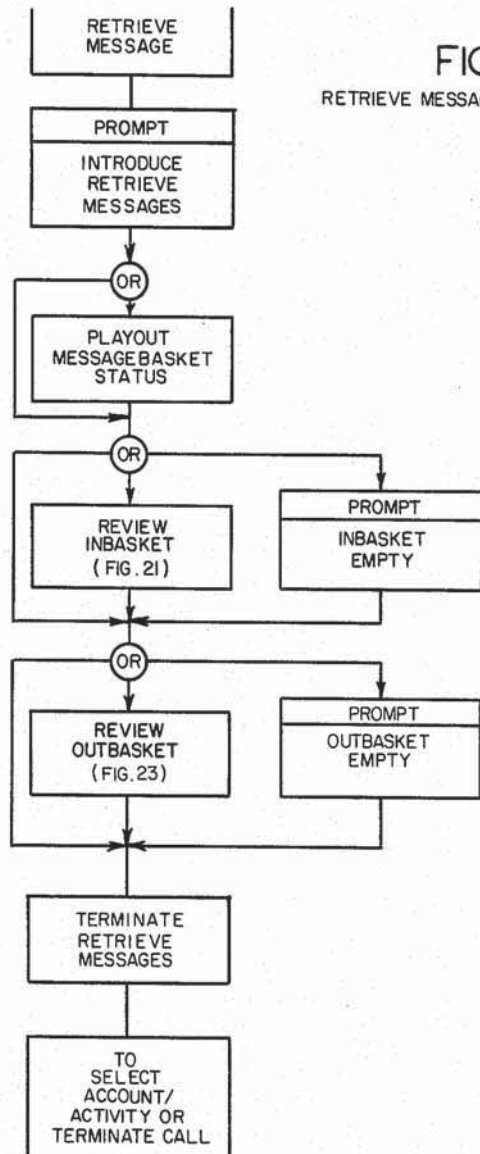 RETRIEVE
MESSAGE
FIG
RETRIEVE MESSAG
PROMPT
INTRODUCE
RETRIEVE
MESSAGES
OR
PLAYOUT
MESSAGEBASKET
STATUS
OR
REVIEW
INBASKET
(FIG. 21)
PROMPT
INBASKET
EMPTY
OR
REVIEW
OUTBASKET
(FIG. 23)
PROMPT
OUTBASKET
EMPTY
TERMINATE
RETRIEVE
MESSAGES
TO
SELECT
ACCOUNT/
ACTIVITY OR
TERMINATE CALL